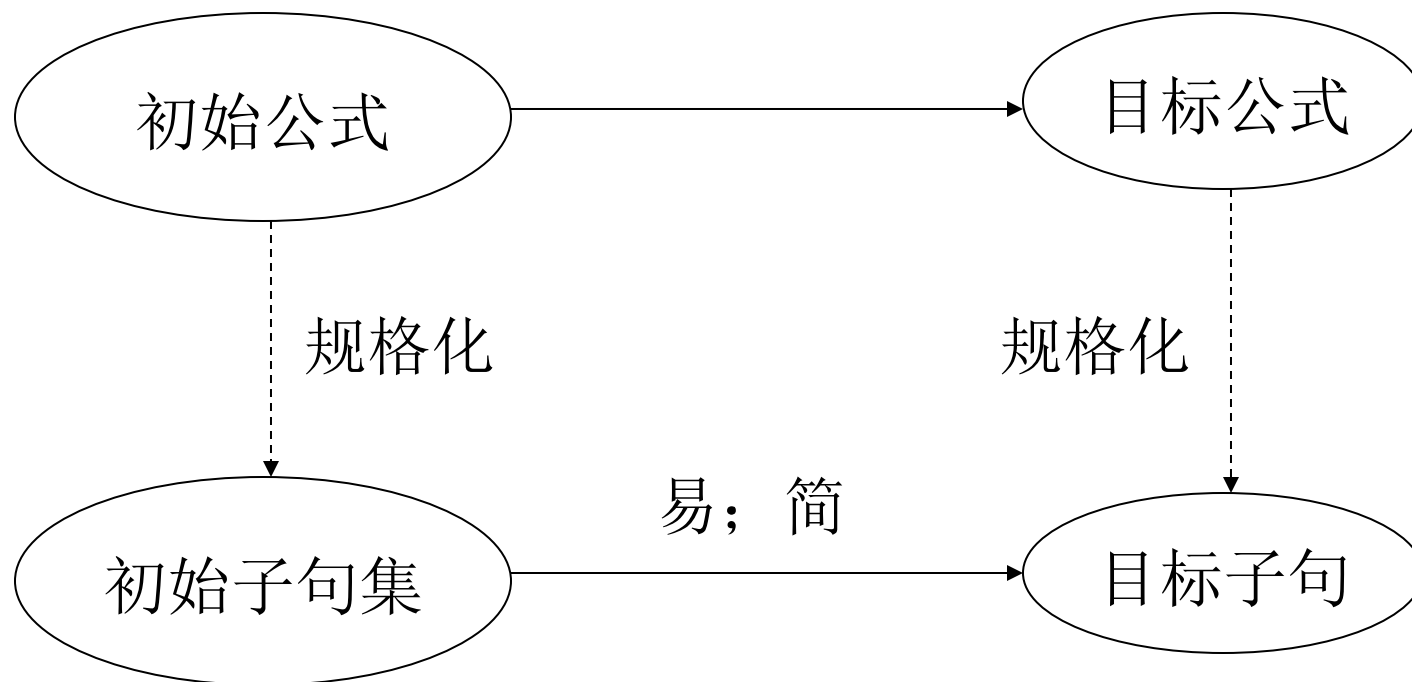 初始公式
目标公式
规格化
规格化
易；简
初始子句集
目标子句